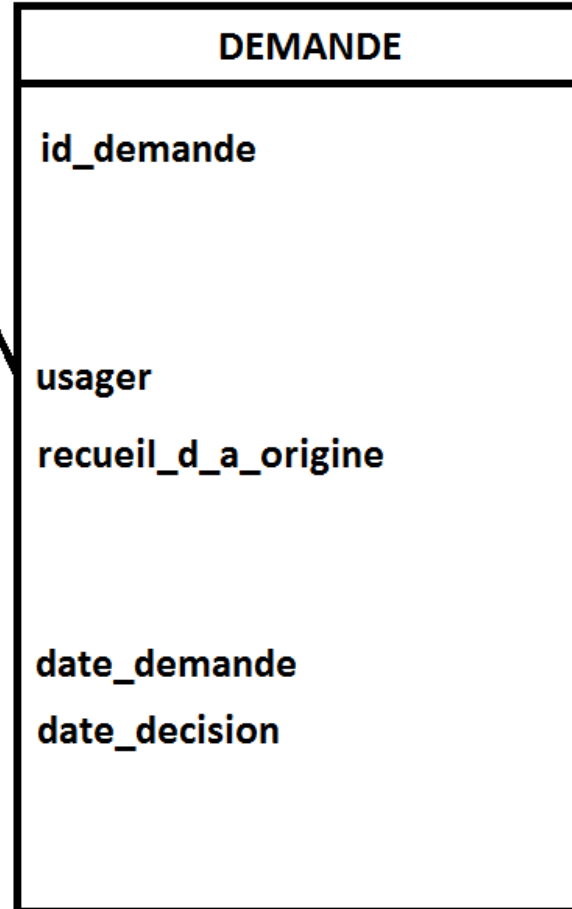 DEMANDE
id_demande
usager
recueil_d_a_origine
date_demande
date_decision